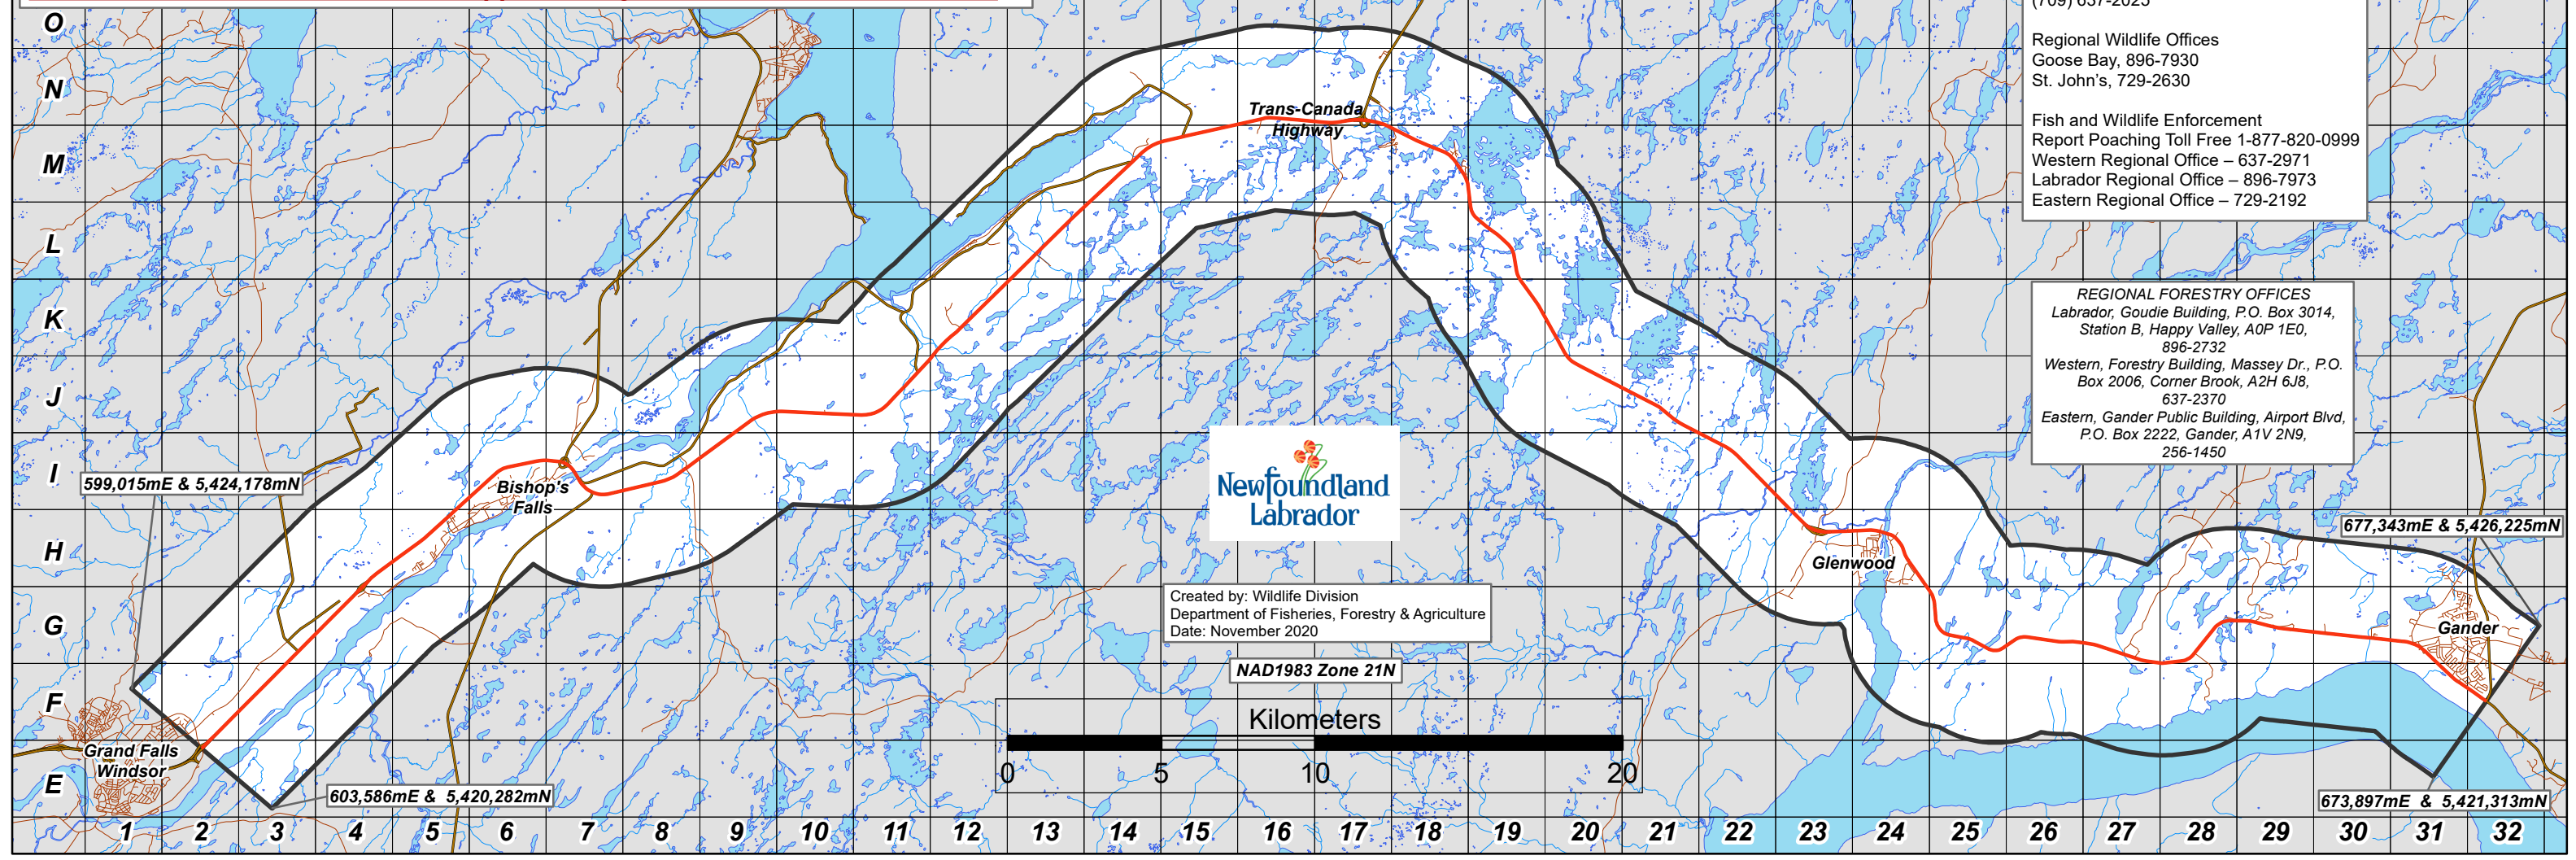 (709) 637-2025
Regional Wildlife Offices
Goose Bay, 896-7930
St. John's, 729-2630
Fish and Wildlife Enforcement
Report Poaching Toll Free 1-877-820-0999
Western Regional Office – 637-2971
Labrador Regional Office – 896-7973
Eastern Regional Office – 729-2192
O
N
M
L
K
J
I
H
G
F
E
Trans-Canada
Highway
REGIONAL FORESTRY OFFICES
Labrador, Goudie Building, P.O. Box 3014,
Station B, Happy Valley, A0P 1E0,
896-2732
Western, Forestry Building, Massey Dr., P.O.
Box 2006, Corner Brook, A2H 6J8,
637-2370
Eastern, Gander Public Building, Airport Blvd,
P.O. Box 2222, Gander, A1V 2N9,
256-1450
599,015mE & 5,424,178mN
Bishop's
Falls
Newfoundland
Labrador
677,343mE & 5,426,225mN
Glenwood
Created by: Wildlife Division
Department of Fisheries, Forestry & Agriculture
Date: November 2020
Gander
NAD1983 Zone 21N
Kilometers
0 5 10 20
Grand Falls
Windsor
603,586mE & 5,420,282mN
673,897mE & 5,421,313mN
1 2 3 4 5 6 7 8 9 10 11 12 13 14 15 16 17 18 19 20 21 22 23 24 25 26 27 28 29 30 31 32